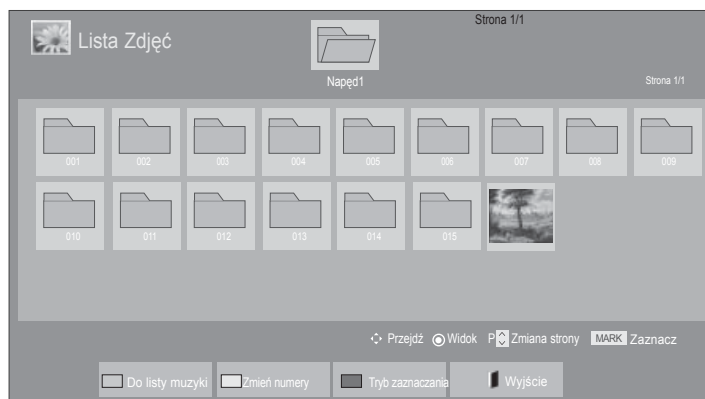 Strona 1/1
Lista Zdjęć
Napęd1
Strona 1/1
001 002 003 004 005 006 007 008 009
010 011 012 013 014 015
Przejdź Widok P Zmiana strony MARK Zaznacz
Do listy muzyki Zmień numery Tryb zaznaczania Wyjście